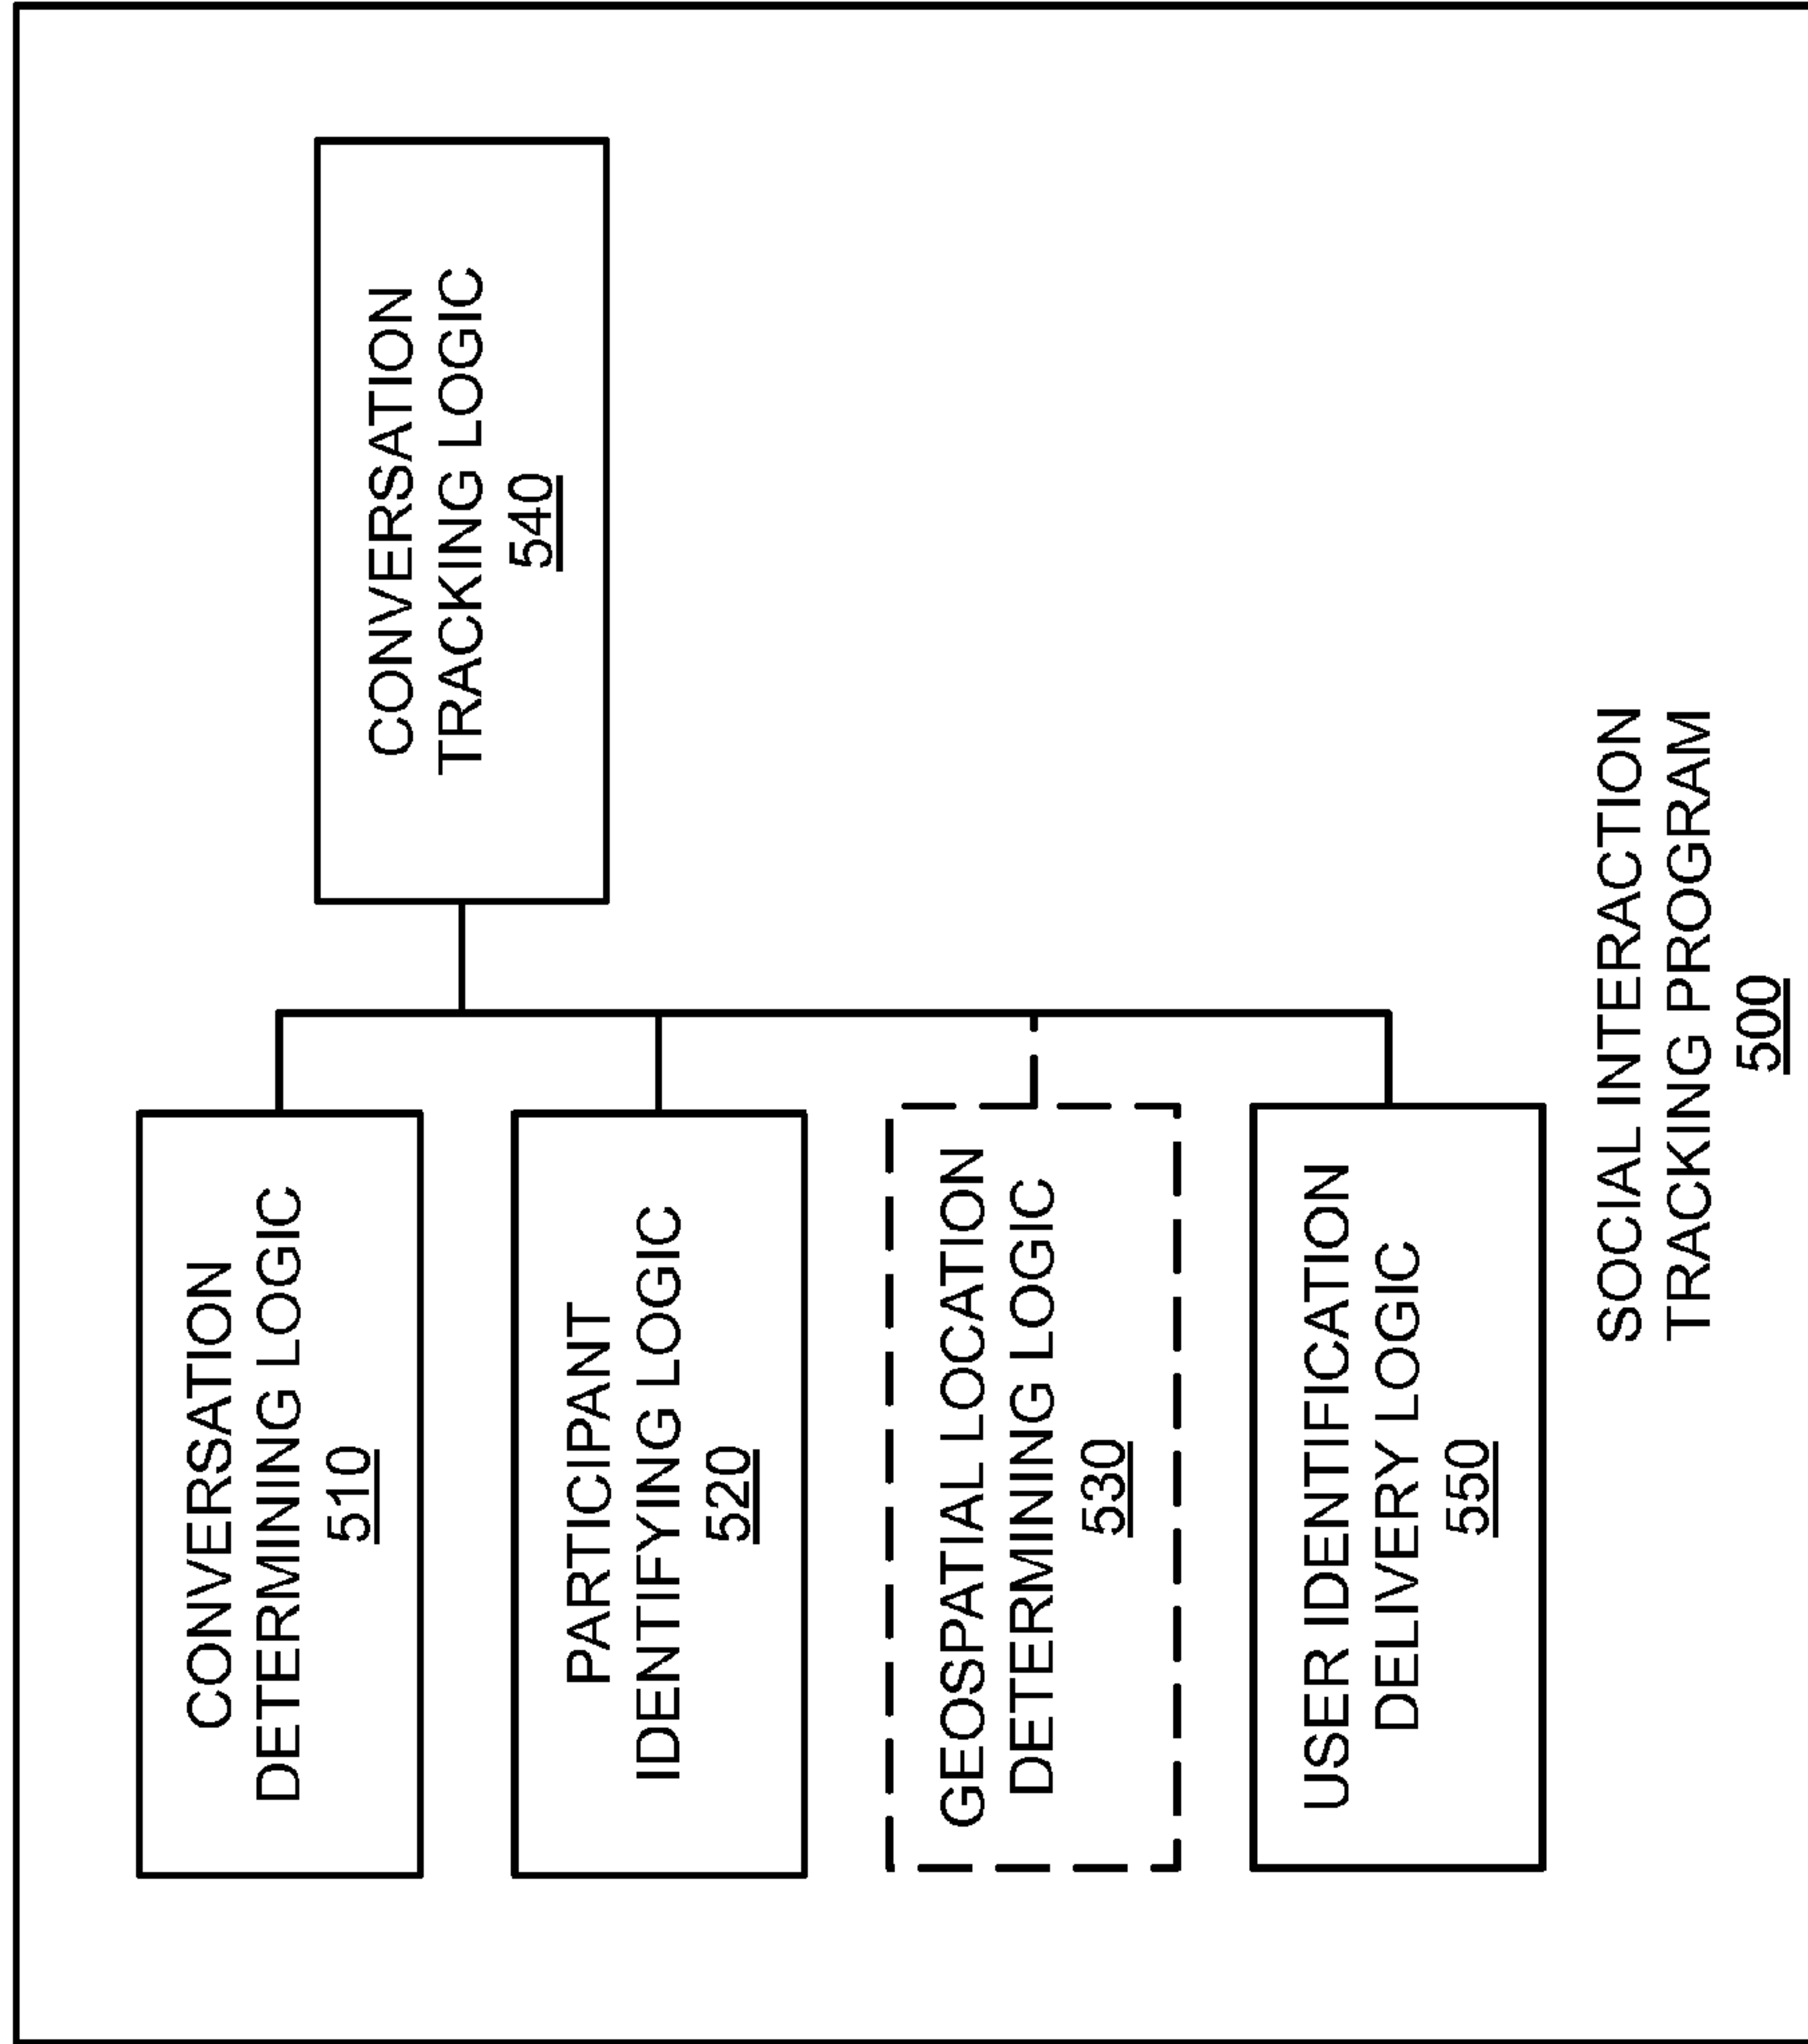 CONVERSATION
DETERMINING LOGIC
510
PARTICIPANT
IDENTIFYING LOGIC
520
GEOSPATIAL LOCATION
DETERMINING LOGIC
530
USER IDENTIFICATION
DELIVERY LOGIC
550
CONVERSATION
TRACKING LOGIC
540
SOCIAL INTERACTION
TRACKING PROGRAM
500